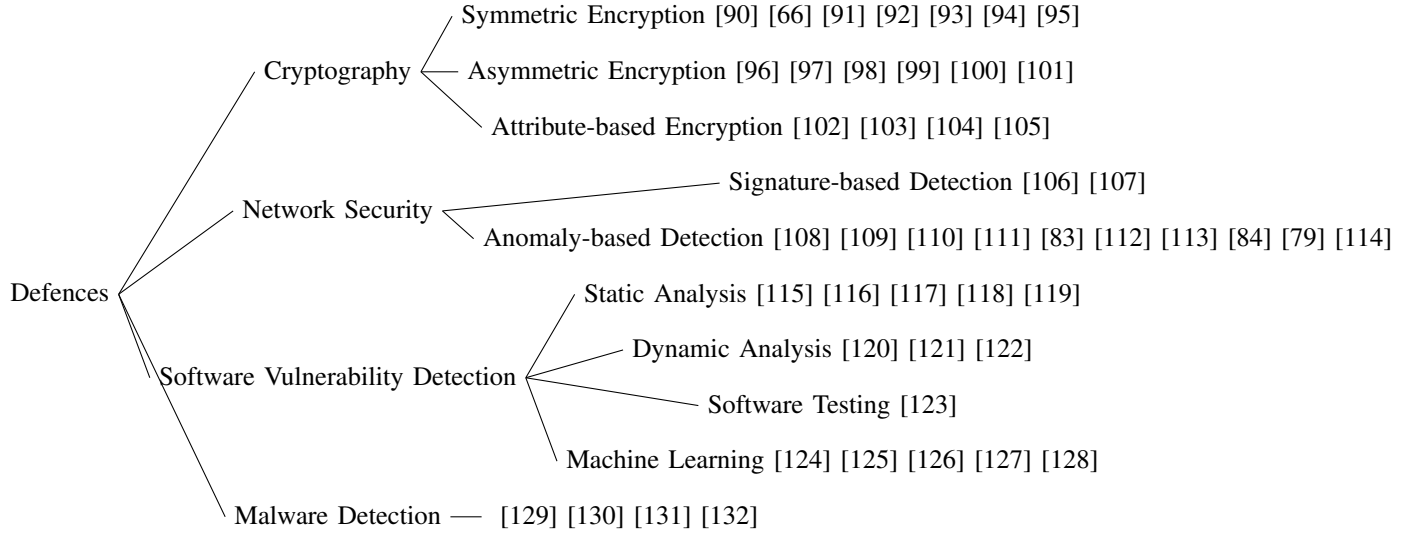 Symmetric Encryption [90] [66] [91] [92] [93] [94] [95]
Cryptography
Asymmetric Encryption [96] [97] [98] [99] [100] [101]
Attribute-based Encryption [102] [103] [104] [105]
Signature-based Detection [106] [107]
Network Security
Anomaly-based Detection [108] [109] [110] [111] [83] [112] [113] [84] [79] [114]
Defences
Static Analysis [115] [116] [117] [118] [119]
Dynamic Analysis [120] [121] [122]
Software Vulnerability Detection
Software Testing [123]
Machine Learning [124] [125] [126] [127] [128]
Malware Detection
[129] [130] [131] [132]